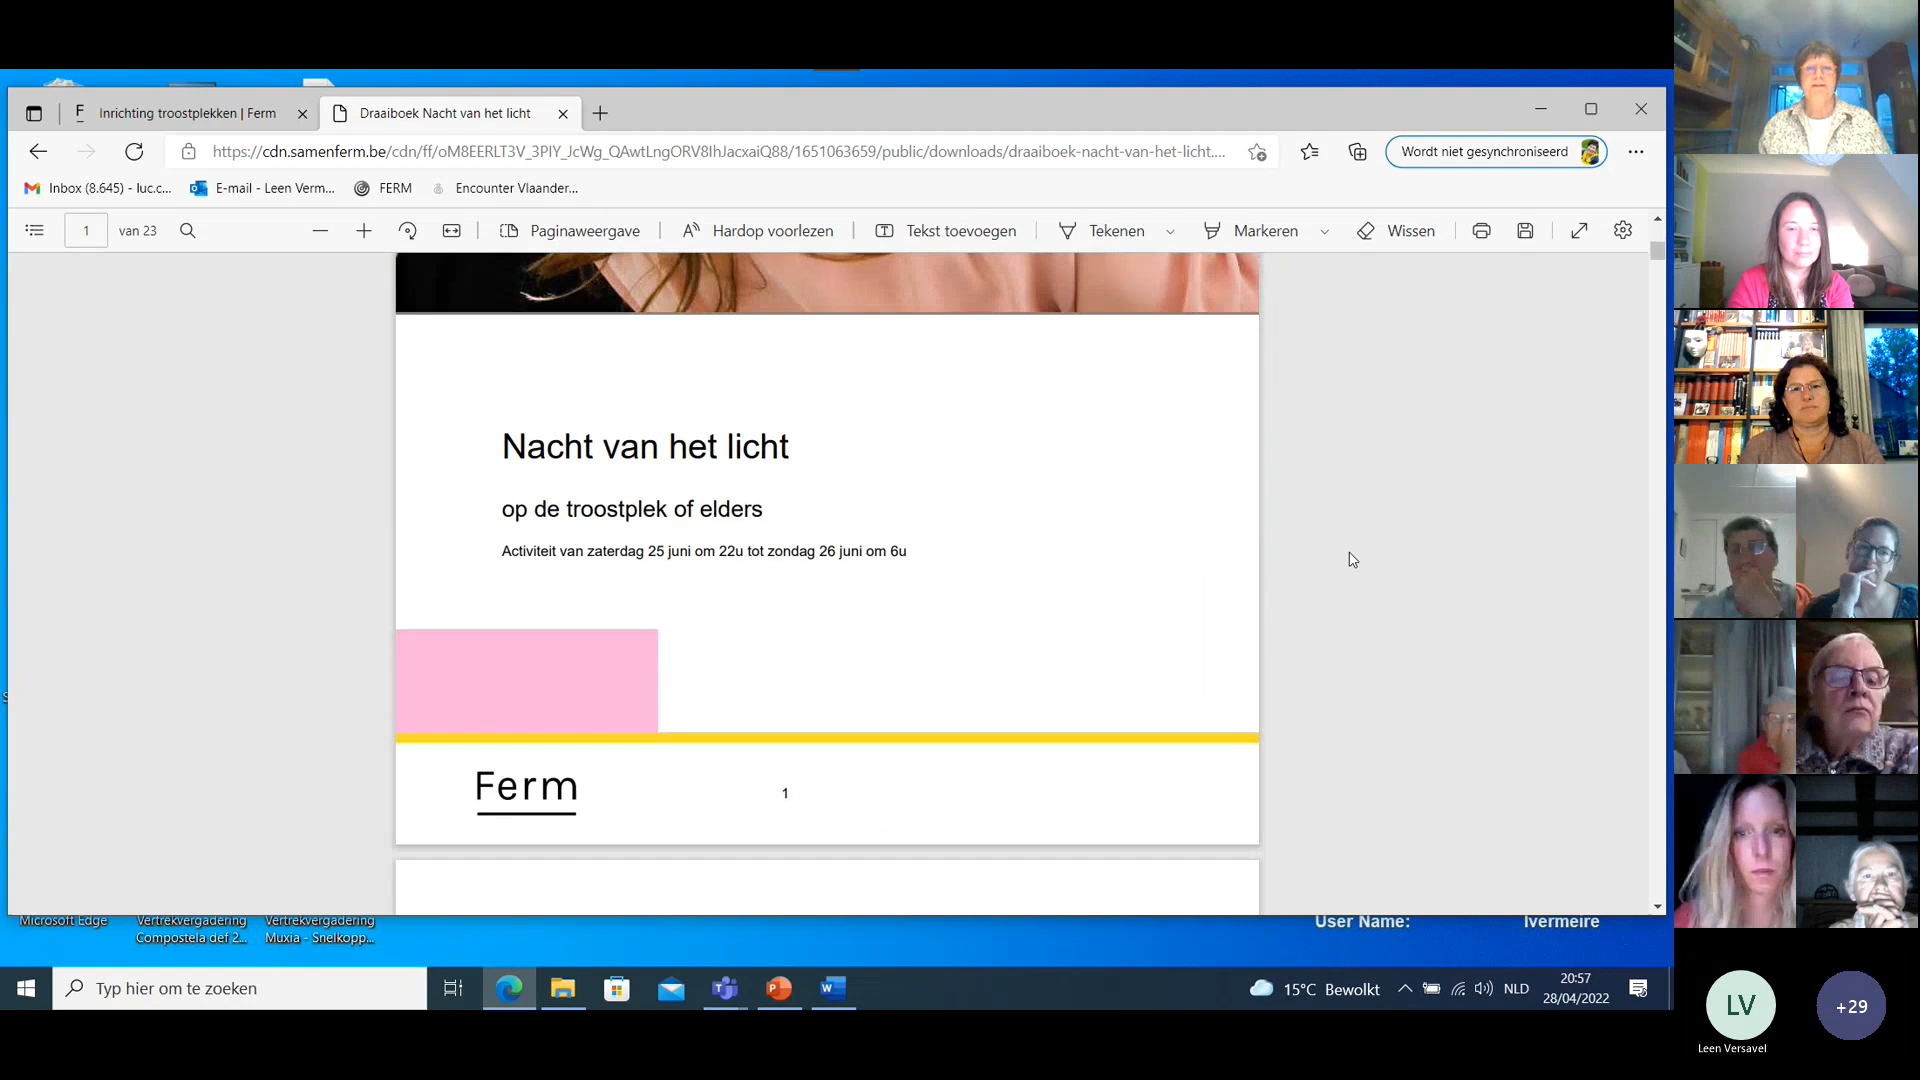 Inrichting troostplekken | Ferm
Draaiboek Nacht van het licht
https://cdn.samenferm.be/cdn/ff/oM8EERLT3V_3PIY_JcWg_QAwtLngORV8IhJacxaiQ88/1651063659/public/downloads/draaiboek-nacht-van-het-licht....
Wordt niet gesynchroniseerd
Inbox (8.645) - luc.c...
E-mail - Leen Verm...
FERM
Encounter Vlaander...
1 van 23
Paginaweergave
Hardop voorlezen
Tekst toevoegen
Tekenen
Markeren
Wissen
Nacht van het licht
op de troostplek of elders
Activiteit van zaterdag 25 juni om 22u tot zondag 26 juni om 6u
Ferm
1
Microsoft Edge
Vertrekvergadering
Compostela def 2...
Vertrekvergadering
Muxia - Snelkopp...
User Name: lvermeire
Typ hier om te zoeken
15°C Bewolkt
NLD
20:57
28/04/2022
LV
Leen Versavel
+29